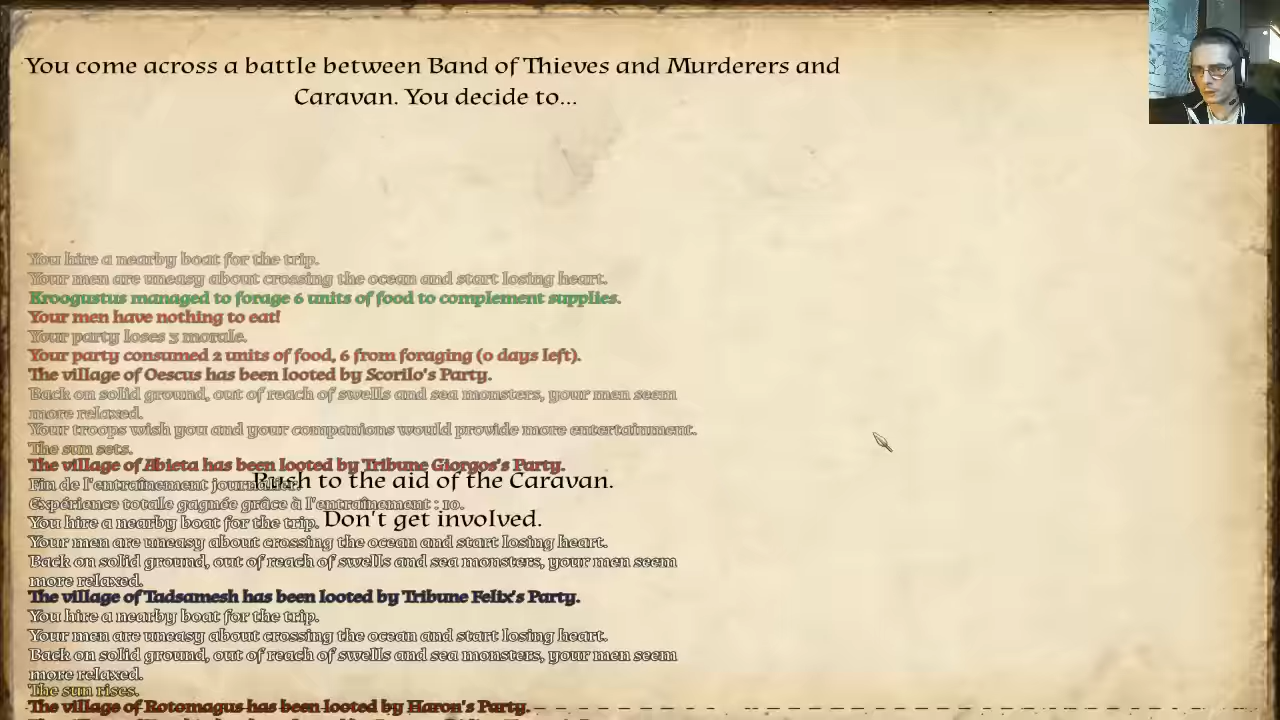 You come across a battle between Band of Thieves and Murderers and
Caravan. You decide to...
You hire a nearby boat for the trip.
Your men are uneasy about crossing the ocean and start losing heart.
Kroogustus managed to forage 6 units of food to complement supplies.
Your men have nothing to eat!
Your party loses 3 morale.
Your party consumed 2 units of food, 6 from foraging (0 days left).
The village of Oescus has been looted by Scorilo's Party.
Back on solid ground, out of reach of swells and sea monsters, your men seem
more relaxed.
Your troops wish you and your companions would provide more entertainment.
The sun sets.
The village of Abieta has been looted by Tribune Giorgos's Party.
Rush to the aid of the Caravan.
Fin de l'entraînement journalier.
Expérience totale gagnée grâce à l'entraînement : 10.
Don't get involved.
You hire a nearby boat for the trip.
Your men are uneasy about crossing the ocean and start losing heart.
Back on solid ground, out of reach of swells and sea monsters, your men seem
more relaxed.
The village of Tadsamesh has been looted by Tribune Felix's Party.
You hire a nearby boat for the trip.
Your men are uneasy about crossing the ocean and start losing heart.
Back on solid ground, out of reach of swells and sea monsters, your men seem
more relaxed.
The sun rises.
The village of Rotomagus has been looted by Haron's Party.